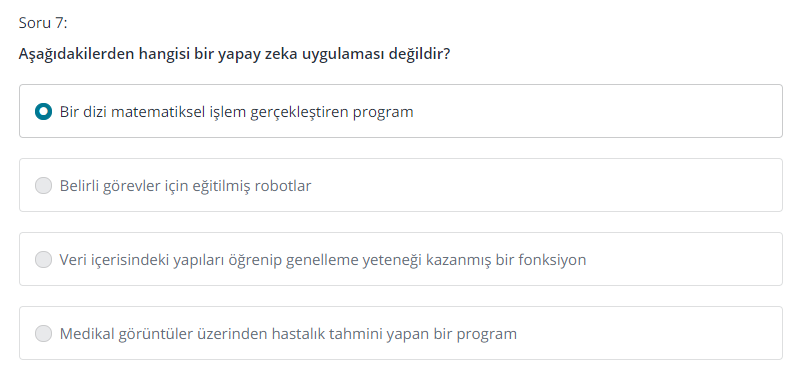 Soru 7:
Aşağıdakilerden hangisi bir yapay zeka uygulaması değildir?
Bir dizi matematiksel işlem gerçekleştiren program
Belirli görevler için eğitilmiş robotlar
Veri içerisindeki yapıları öğrenip genelleme yeteneği kazanmış bir fonksiyon
Medikal görüntüler üzerinden hastalık tahmini yapan bir program